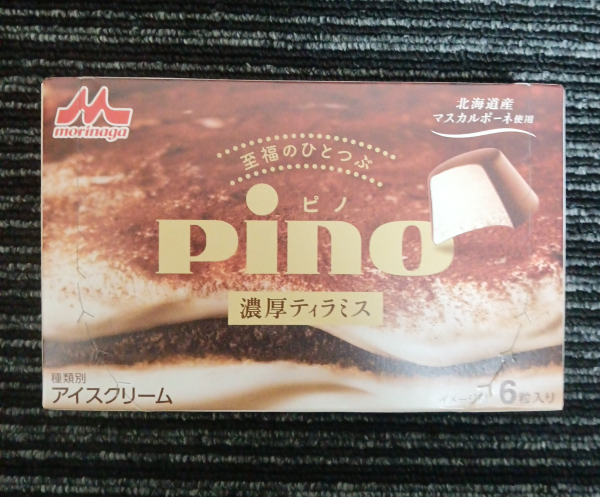 morinaga
北海道産
マスカルポーネ使用
至福のひとつぶ
ピノ
pino
濃厚ティラミス
種類別
アイスクリーム
イメージ
6粒入り